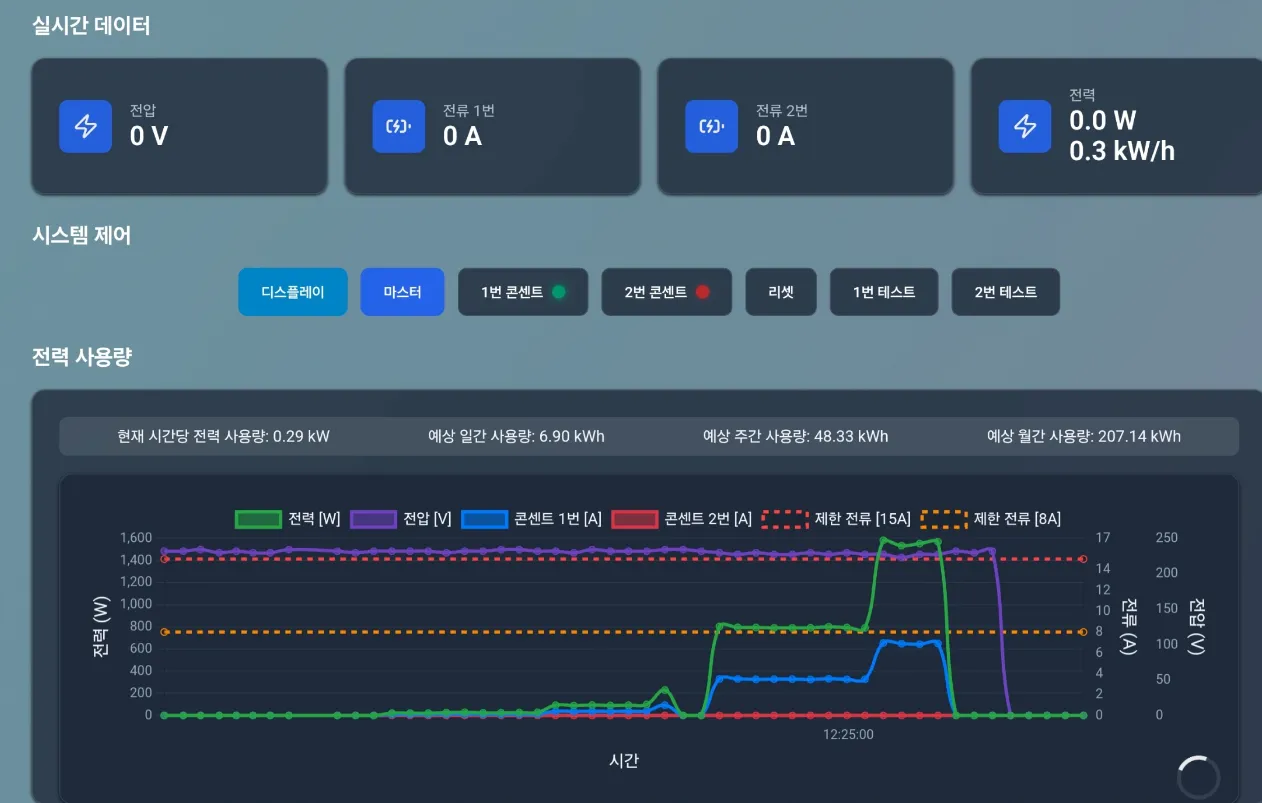 실시간 데이터
전압
0 V
전류 1번
0 A
전류 2번
0 A
전력
0.0 W
0.3 kW/h
시스템 제어
디스플레이 마스터 1번 콘센트 2번 콘센트 리셋 1번 테스트 2번 테스트
전력 사용량
현재 시간당 전력 사용량: 0.29 kW 예상 일간 사용량: 6.90 kWh 예상 주간 사용량: 48.33 kWh 예상 월간 사용량: 207.14 kWh
전력 [W] 전압 [V] 콘센트 1번 [A] 콘센트 2번 [A] 제한 전류 [15A] 제한 전류 [8A]
전력 (W)
1,600
1,400
1,200
1,000
800
600
400
200
0
17
14
12
10
8
6
4
2
0
전류 (A)
250
200
150
100
50
0
전압 (V)
12:25:00
시간